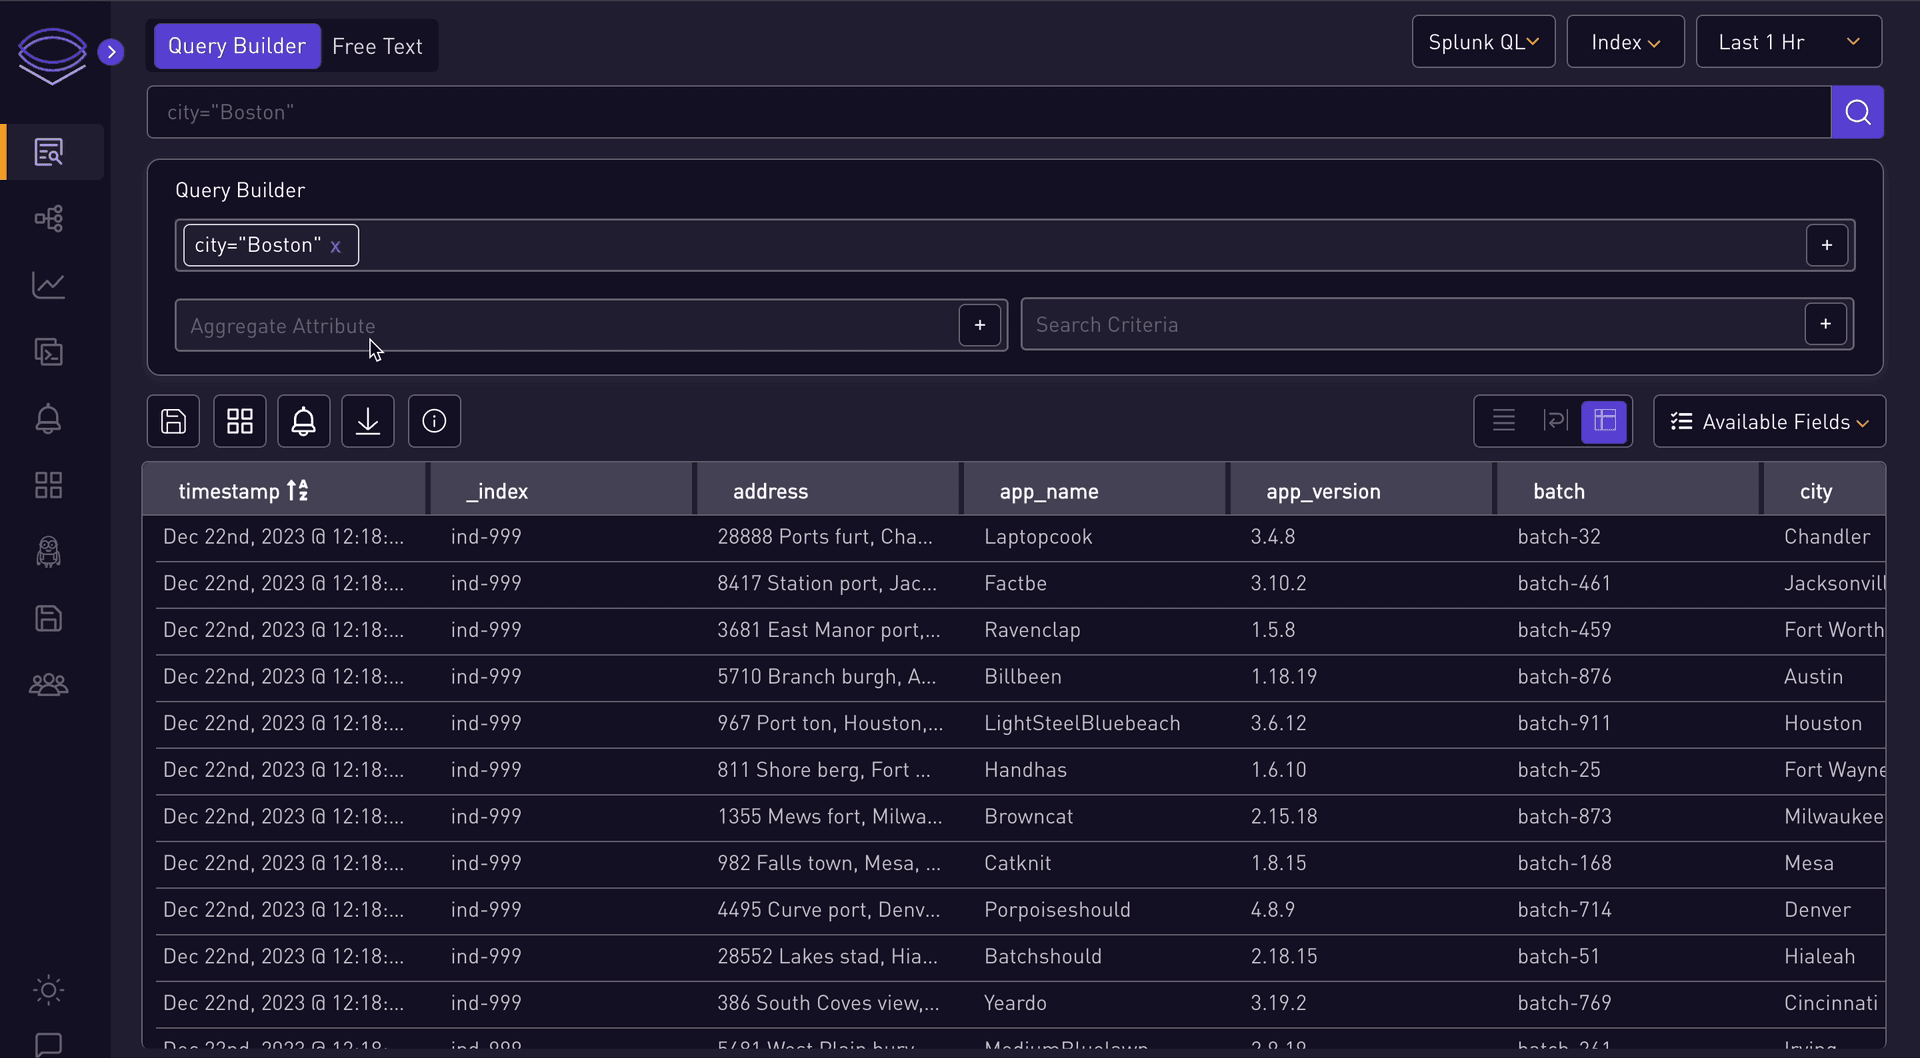 Query Builder Free Text Splunk QL Index Last 1 Hr
city="Boston"
Query Builder
city="Boston" x +
Aggregate Attribute + Search Criteria +
Available Fields
timestamp _index address app_name app_version batch city
Dec 22nd, 2023 @ 12:18:... ind-999 28888 Ports furt, Cha... Laptopcook 3.4.8 batch-32 Chandler
Dec 22nd, 2023 @ 12:18:... ind-999 8417 Station port, Jac... Factbe 3.10.2 batch-461 Jacksonvill
Dec 22nd, 2023 @ 12:18:... ind-999 3681 East Manor port,... Ravenclap 1.5.8 batch-459 Fort Worth
Dec 22nd, 2023 @ 12:18:... ind-999 5710 Branch burgh, A... Billbeen 1.18.19 batch-876 Austin
Dec 22nd, 2023 @ 12:18:... ind-999 967 Port ton, Houston,... LightSteelBluebeach 3.6.12 batch-911 Houston
Dec 22nd, 2023 @ 12:18:... ind-999 811 Shore berg, Fort ... Handhas 1.6.10 batch-25 Fort Wayne
Dec 22nd, 2023 @ 12:18:... ind-999 1355 Mews fort, Milwa... Browncat 2.15.18 batch-873 Milwaukee
Dec 22nd, 2023 @ 12:18:... ind-999 982 Falls town, Mesa, ... Catknit 1.8.15 batch-168 Mesa
Dec 22nd, 2023 @ 12:18:... ind-999 4495 Curve port, Denv... Porpoiseshould 4.8.9 batch-714 Denver
Dec 22nd, 2023 @ 12:18:... ind-999 28552 Lakes stad, Hia... Batchshould 2.18.15 batch-51 Hialeah
Dec 22nd, 2023 @ 12:18:... ind-999 386 South Coves view,... Yeardo 3.19.2 batch-769 Cincinnati
Dec 22nd, 2023 @ 12:18:... ind-999 West Plain bury, MediumBluelawn Irving